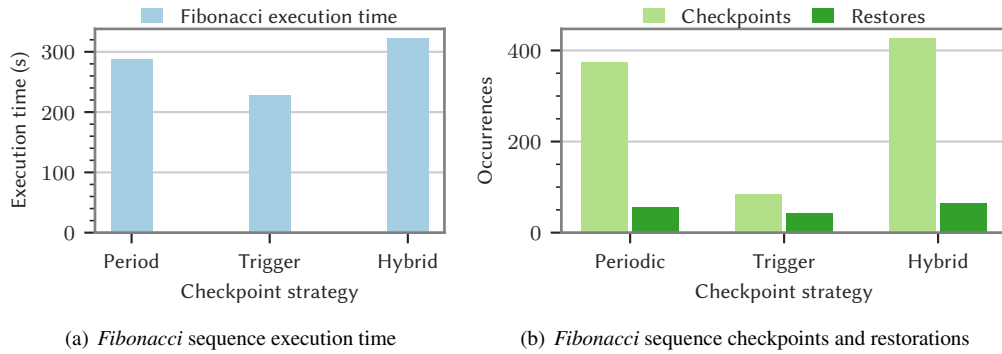 Fibonacci execution time
Execution time (s)
300
200
100
0
Period Trigger Hybrid
Checkpoint strategy
(a) Fibonacci sequence execution time
Checkpoints Restores
Occurrences
400
200
0
Periodic Trigger Hybrid
Checkpoint strategy
(b) Fibonacci sequence checkpoints and restorations